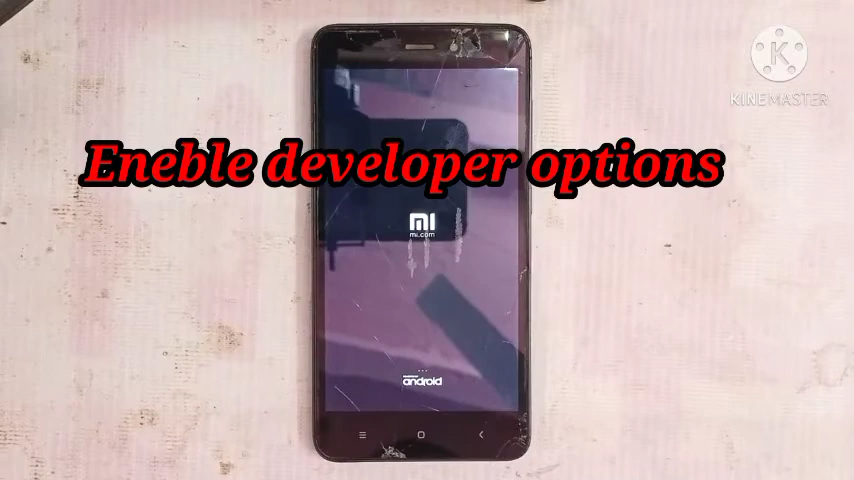 K
KINEMASTER
Eneble developer options
mi
mi.com
android